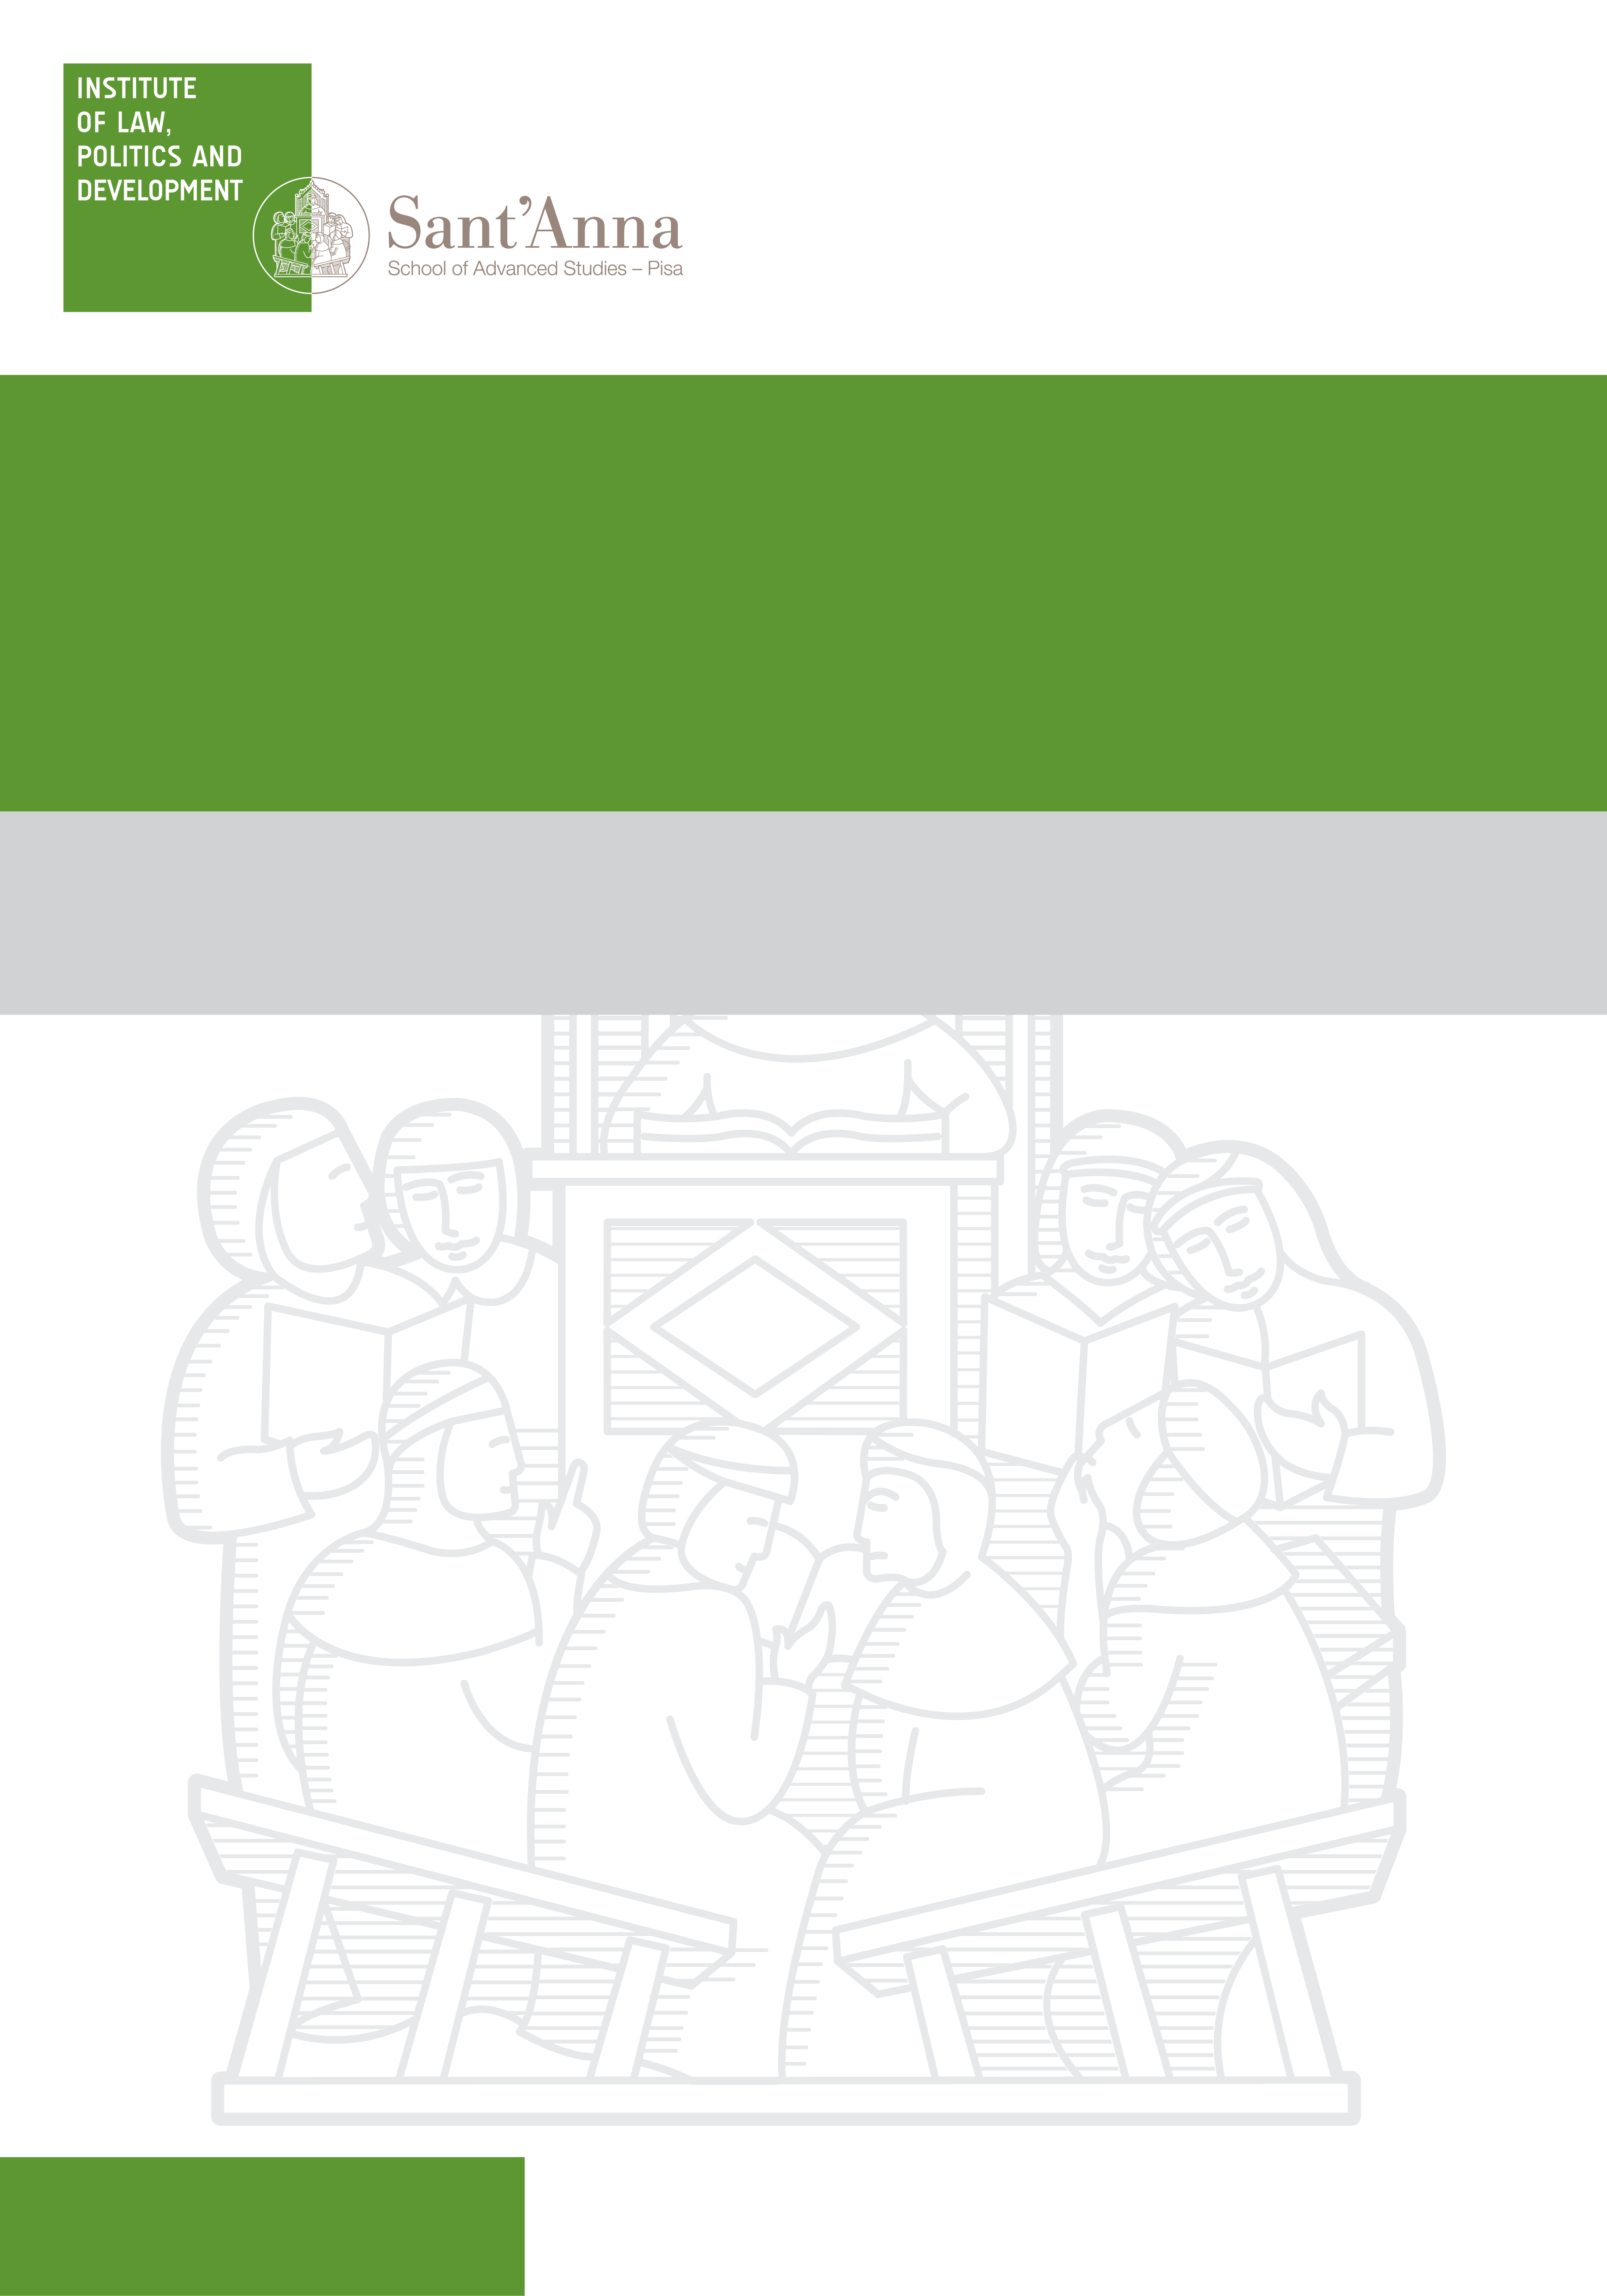 INSTITUTE
OF LAW,
POLITICS AND
DEVELOPMENT
Sant’Anna
School of Advanced Studies – Pisa